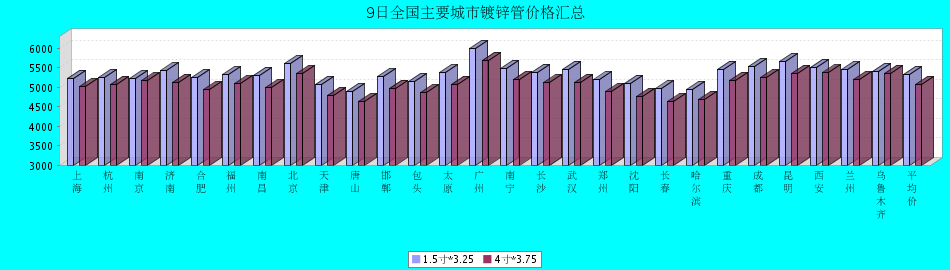 9日全国主要城市镀锌管价格汇总
6000
5500
5000
4500
4000
3500
3000
上海 杭州 南京 济南 合肥 福州 南昌 北京 天津 唐山 邯郸 包头 太原 广州 南宁 长沙 武汉 郑州 沈阳 长春 哈尔滨 重庆 成都 昆明 西安 兰州 乌鲁木齐 平均价
1.5寸*3.25 4寸*3.75